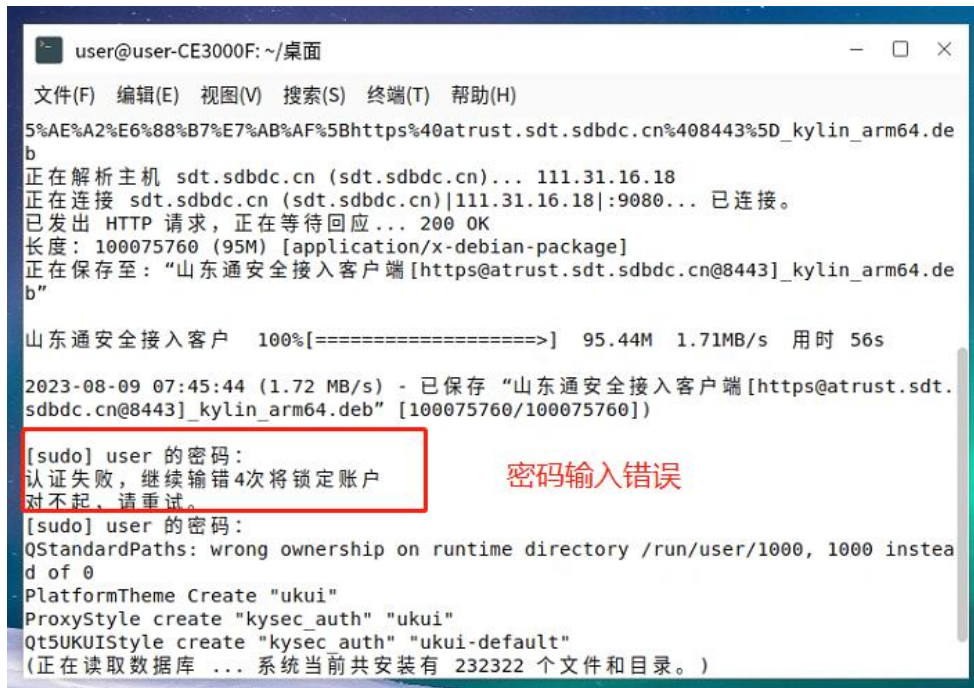 user@user-CE3000F: ~/桌面
文件(F) 编辑(E) 视图(V) 搜索(S) 终端(T) 帮助(H)
5%AE%A2%E6%88%B7%E7%AB%AF%5Bhttps%40atrust.sdt.sdbdc.cn%408443%5D_kylin_arm64.de
b
正在解析主机 sdt.sdbdc.cn (sdt.sdbdc.cn)... 111.31.16.18
正在连接 sdt.sdbdc.cn (sdt.sdbdc.cn)|111.31.16.18|:9080... 已连接。
已发出 HTTP 请求，正在等待回应... 200 OK
长度：100075760 (95M) [application/x-debian-package]
正在保存至: “山东通安全接入客户端[https@atrust.sdt.sdbdc.cn@8443]_kylin_arm64.de
b”
山东通安全接入客户 100%[===================>] 95.44M 1.71MB/s 用时 56s
2023-08-09 07:45:44 (1.72 MB/s) - 已保存 “山东通安全接入客户端[https@atrust.sdt.
sdbdc.cn@8443]_kylin_arm64.deb” [100075760/100075760])
[sudo] user 的密码：
认证失败，继续输错4次将锁定账户
对不起，请重试。
密码输入错误
[sudo] user 的密码：
QStandardPaths: wrong ownership on runtime directory /run/user/1000, 1000 instea
d of 0
PlatformTheme Create "ukui"
ProxyStyle create "kysec_auth" "ukui"
Qt5UKUIStyle create "kysec_auth" "ukui-default"
(正在读取数据库 ... 系统当前共安装有 232322 个文件和目录。)